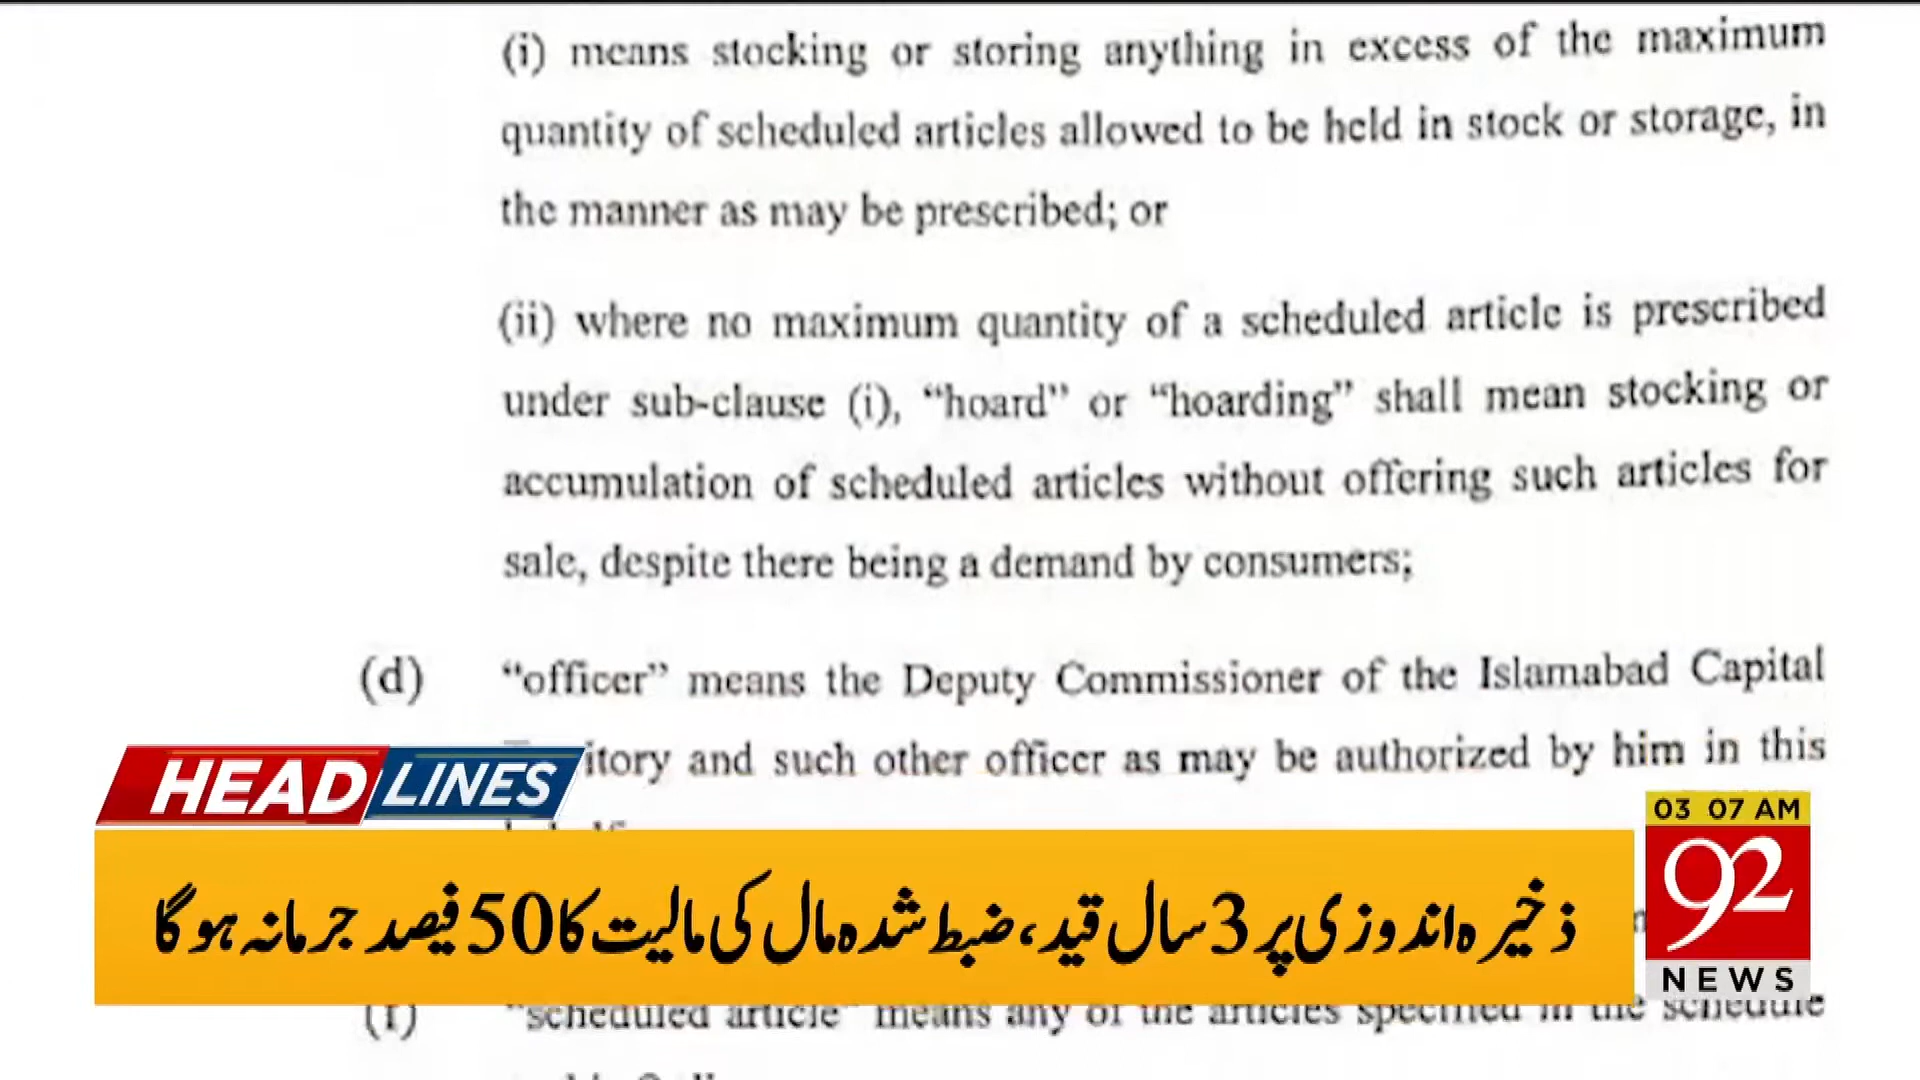 (i) means stocking or storing anything in excess of the maximum
quantity of scheduled articles allowed to be held in stock or storage, in
the manner as may be prescribed; or
(ii) where no maximum quantity of a scheduled article is prescribed
under sub-clause (i), “hoard” or “hoarding” shall mean stocking or
accumulation of scheduled articles without offering such articles for
sale, despite there being a demand by consumers;
(d) “officer” means the Deputy Commissioner of the Islamabad Capital
itory and such other officer as may be authorized by him in this
HEADLINES
03 07 AM
92
NEWS
ذخیرہ اندوزی پر 3 سال قید، ضبط شدہ مال کی مالیت کا 50 فیصد جرمانہ ہو گا
(f) “scheduled article” means any of the articles specified in the schedule